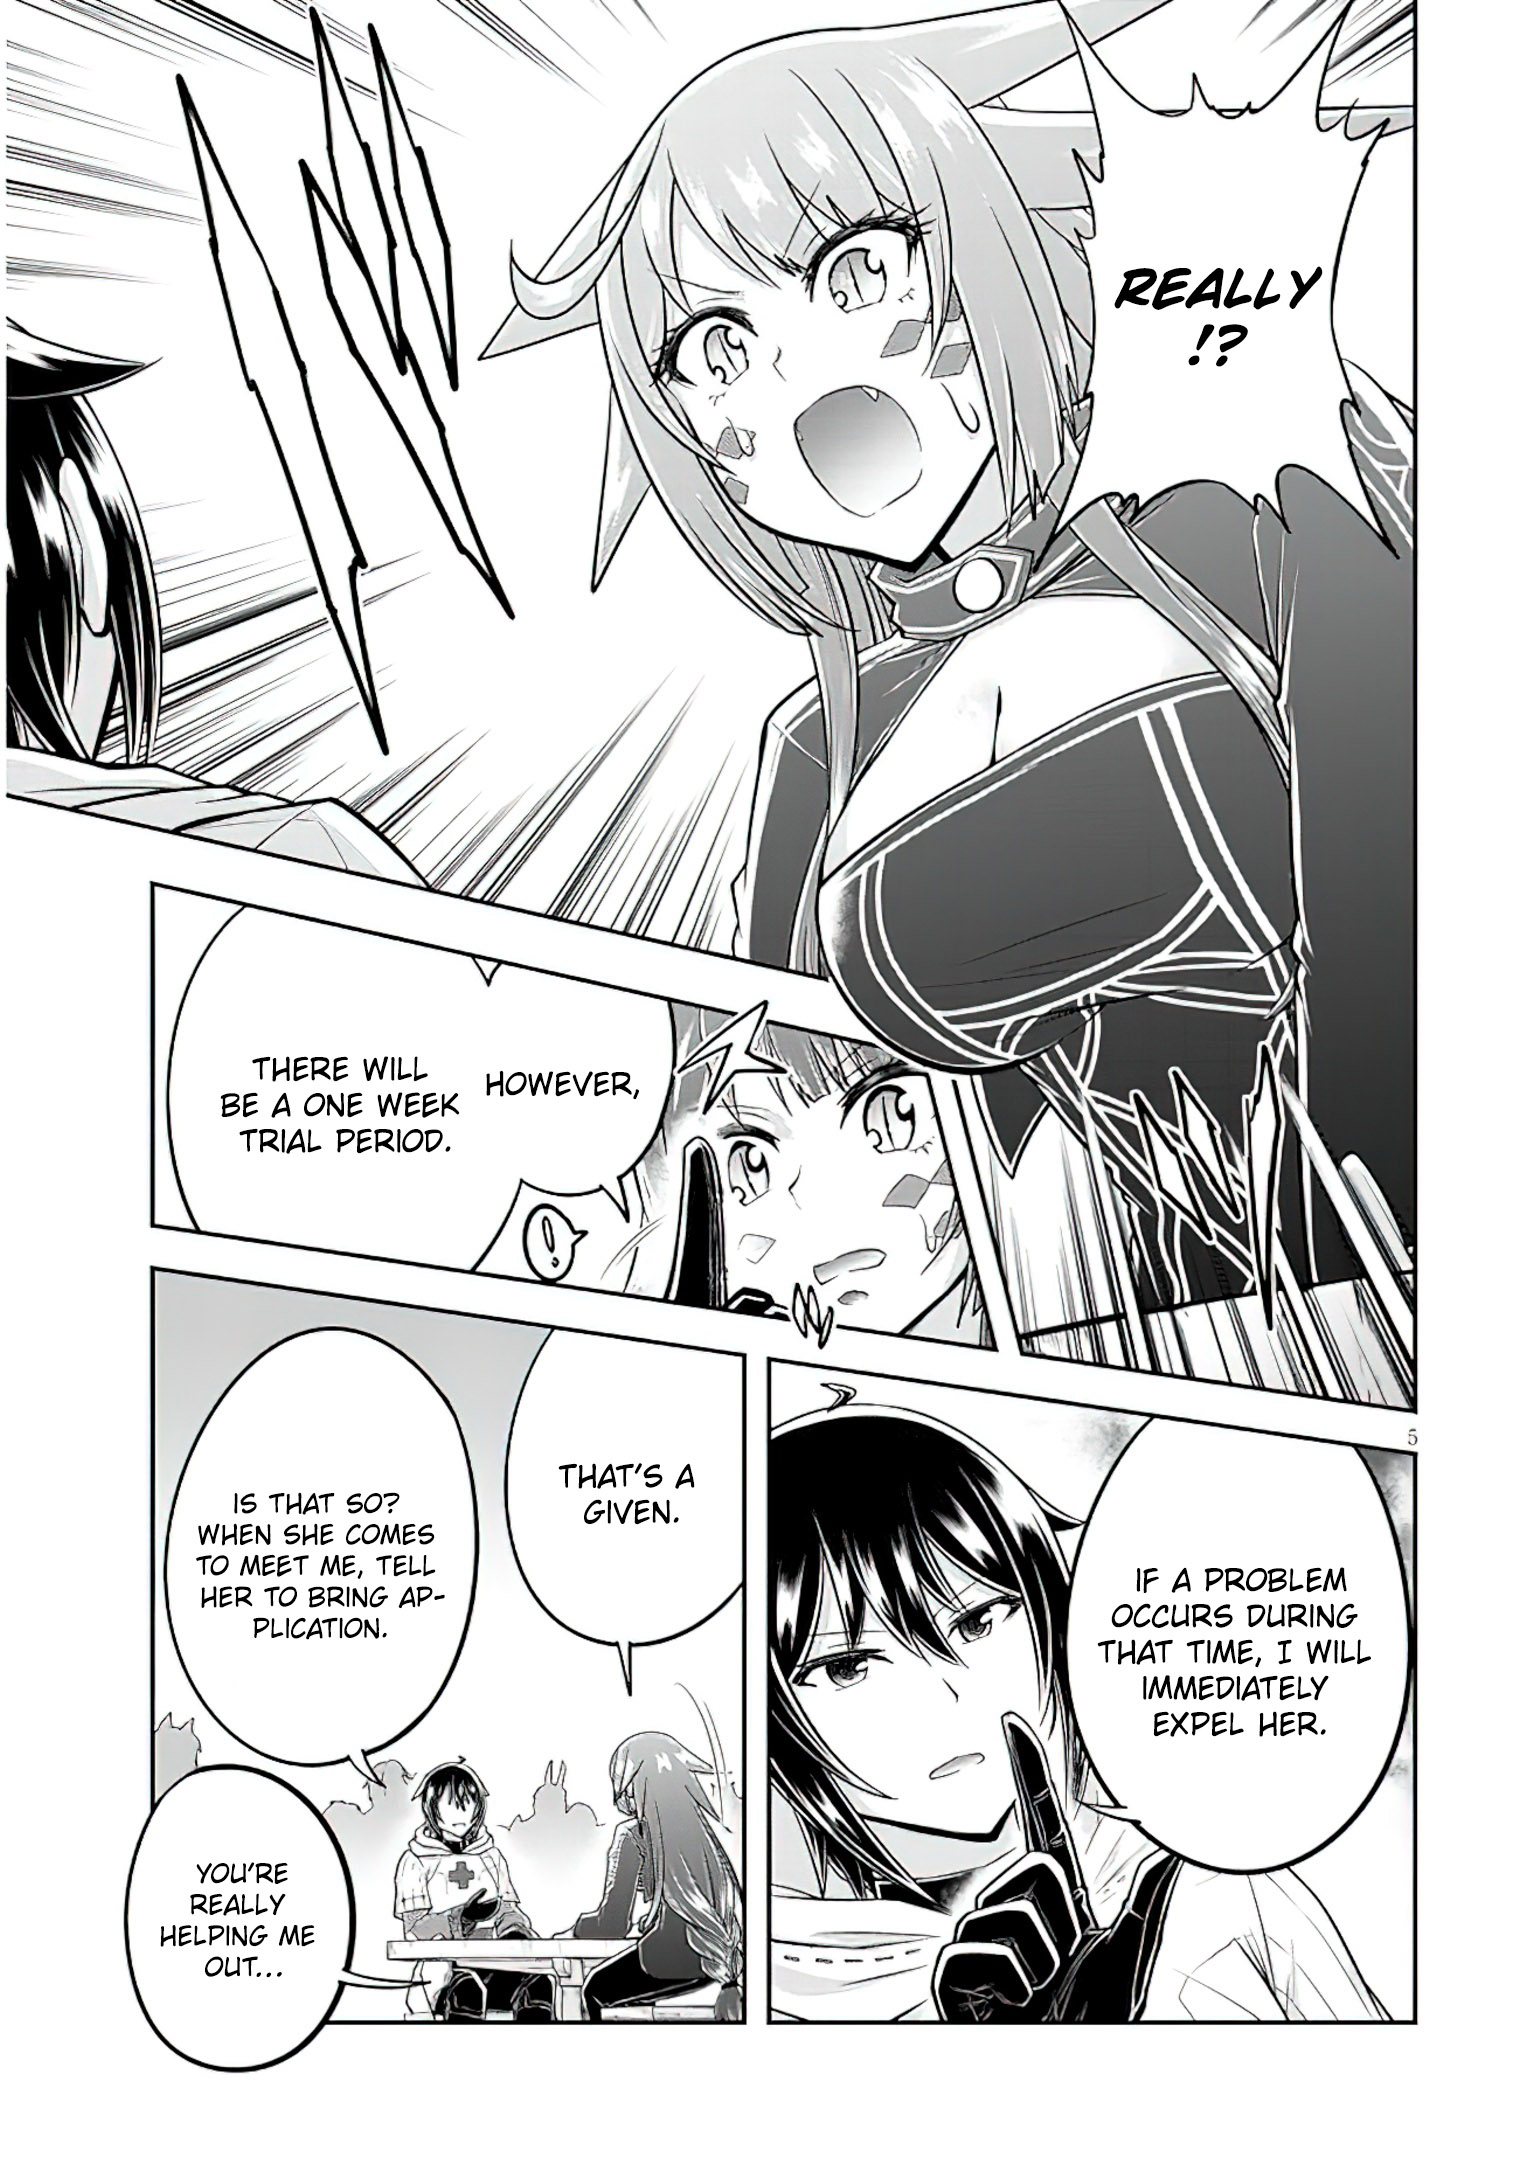 REALLY
!?
HOWEVER,
THERE WILL
BE A ONE WEEK
TRIAL PERIOD.
!
5
IF A PROBLEM
OCCURS DURING
THAT TIME, I WILL
IMMEDIATELY
EXPEL HER.
THAT'S A
GIVEN.
IS THAT SO?
WHEN SHE COMES
TO MEET ME, TELL
HER TO BRING AP-
PLICATION.
YOU'RE
REALLY
HELPING ME
OUT...